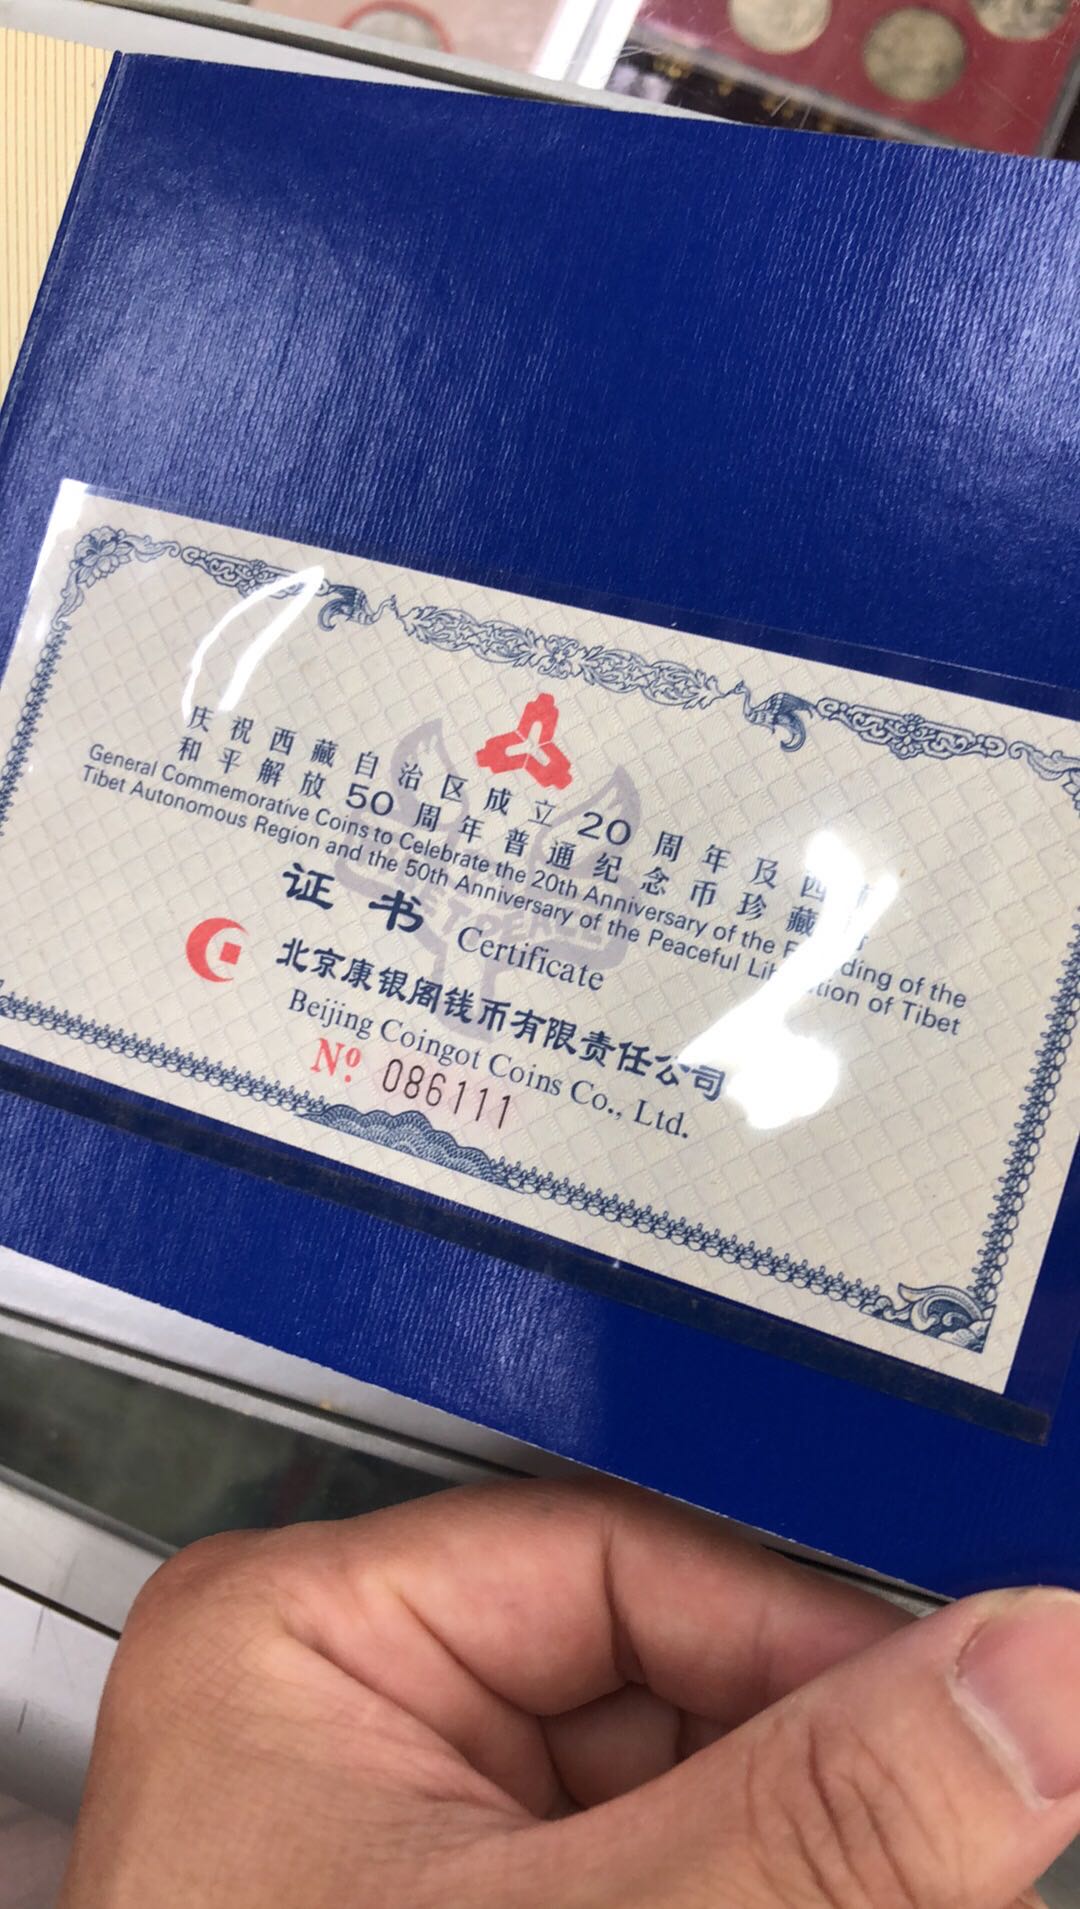 庆祝西藏自治区成立20周年及西藏
和平解放50周年普通纪念币珍藏册
General Commemorative Coins to Celebrate the 20th Anniversary of the Founding of the
Tibet Autonomous Region and the 50th Anniversary of the Peaceful Liberation of Tibet
证书 Certificate
北京康银阁钱币有限责任公司
Beijing Coingot Coins Co., Ltd.
Nº. 086111